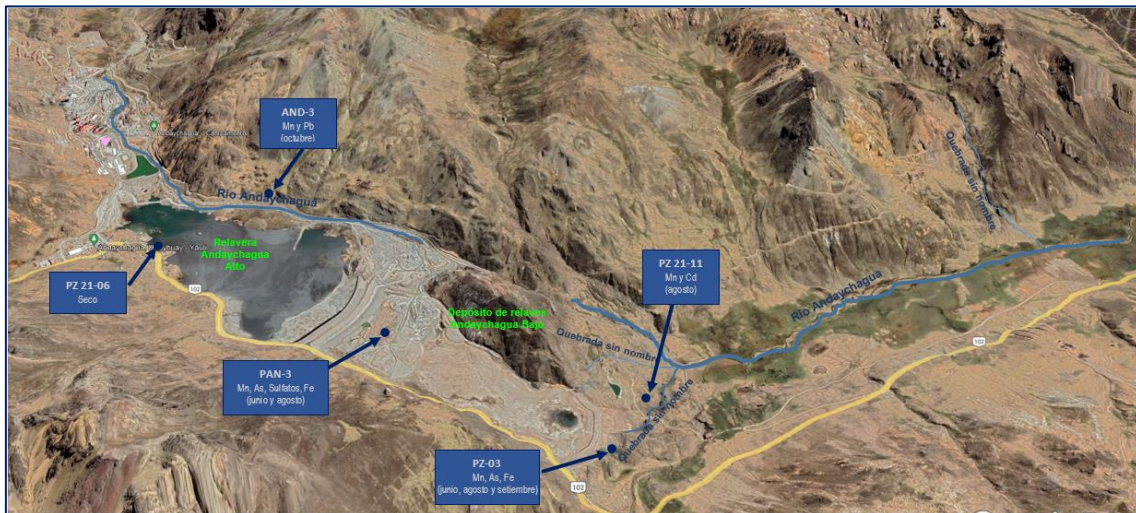 AND-3
Mn y Pb
(octubre)
Río Andaychagua
Quebrada sin nombre
Relavera
Andaychagua
Alto
PZ 21-06
Seco
102
PZ 21-11
Mn y Cd
(agosto)
Río Andaychagua
102
Depósito de relaves
Andaychagua Bajo
Quebrada sin nombre
PAN-3
Mn, As, Sulfatos, Fe
(junio y agosto)
Quebrada sin nombre
PZ-03
Mn, As, Fe
(junio, agosto y setiembre)
102